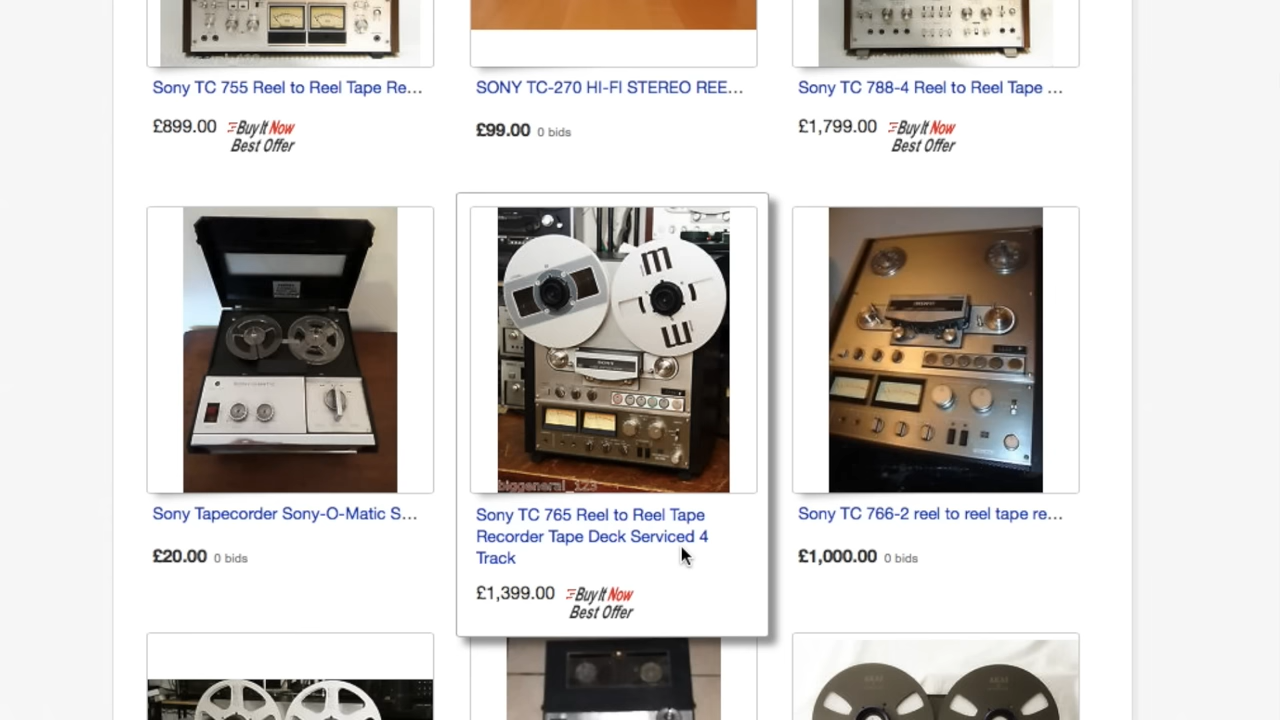 Sony TC 755 Reel to Reel Tape Re...
SONY TC-270 HI-FI STEREO REE...
Sony TC 788-4 Reel to Reel Tape ...
£899.00 Buy It Now
Best Offer
£99.00 0 bids
£1,799.00 Buy It Now
Best Offer
SONY
biggeneral_123
Sony Tapecorder Sony-O-Matic S...
Sony TC 765 Reel to Reel Tape
Recorder Tape Deck Serviced 4
Track
Sony TC 766-2 reel to reel tape re...
£20.00 0 bids
£1,399.00 Buy It Now
Best Offer
£1,000.00 0 bids
AKAI
AKAI